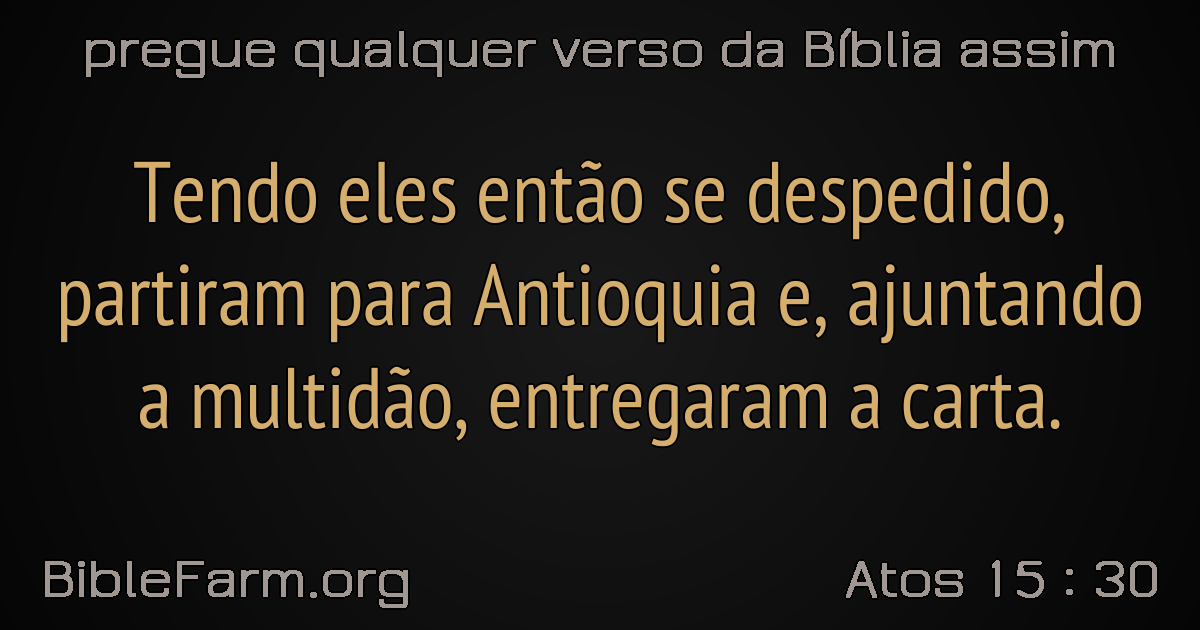 pregue qualquer verso da Bíblia assim
Tendo eles então se despedido,
partiram para Antioquia e, ajuntando
a multidão, entregaram a carta.
BibleFarm.org
Atos 15 : 30